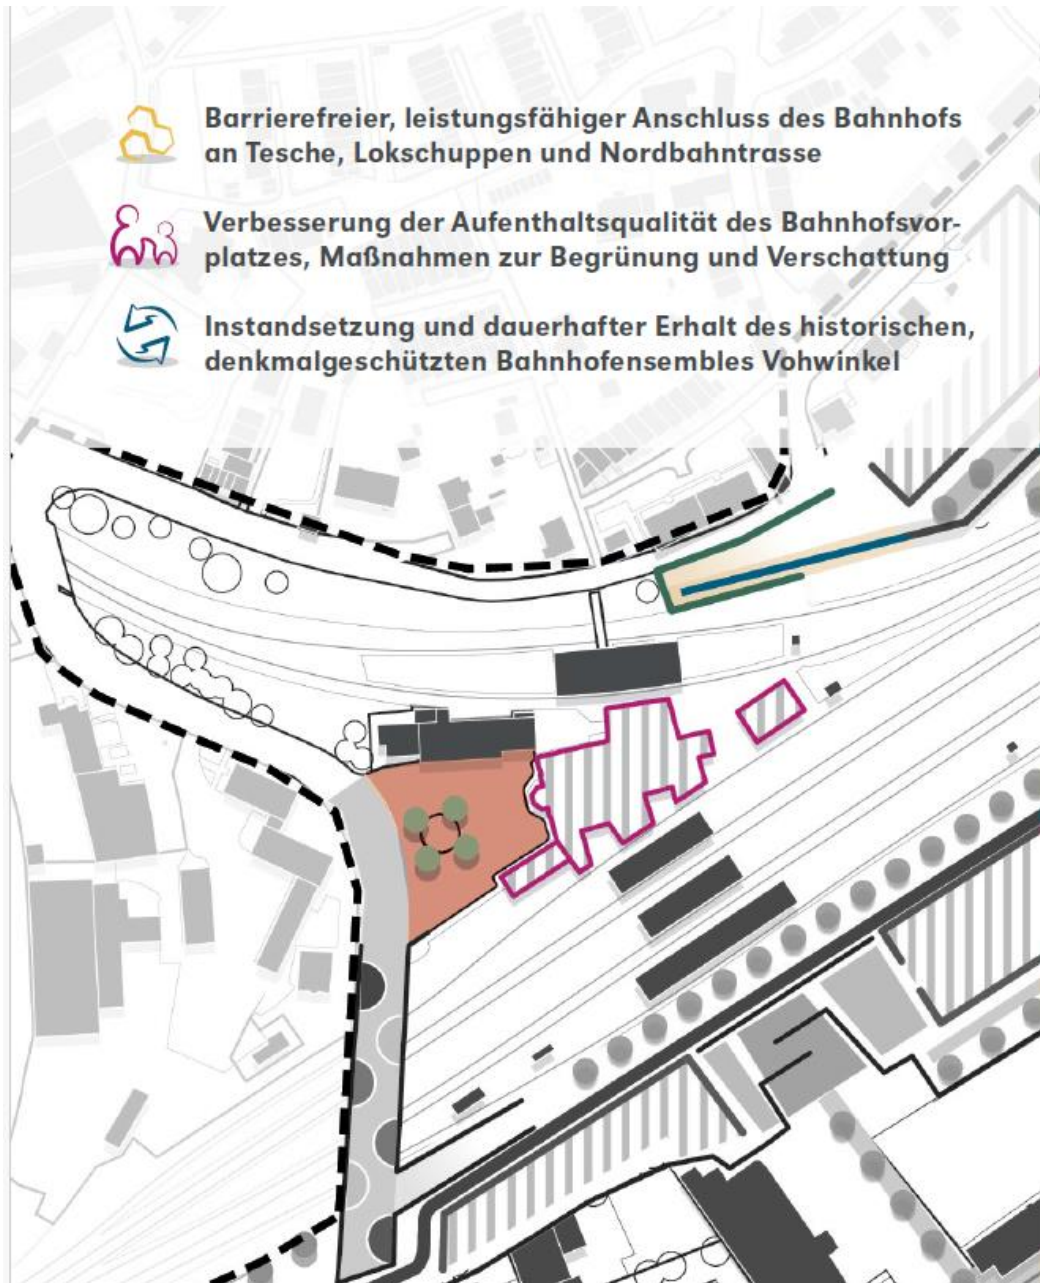 Barrierefreier, leistungsfähiger Anschluss des Bahnhofs
an Tesche, Lokschuppen und Nordbahntrasse
Verbesserung der Aufenthaltsqualität des Bahnhofsvor-
platzes, Maßnahmen zur Begrünung und Verschattung
Instandsetzung und dauerhafter Erhalt des historischen,
denkmalgeschützten Bahnhofensembles Vohwinkel